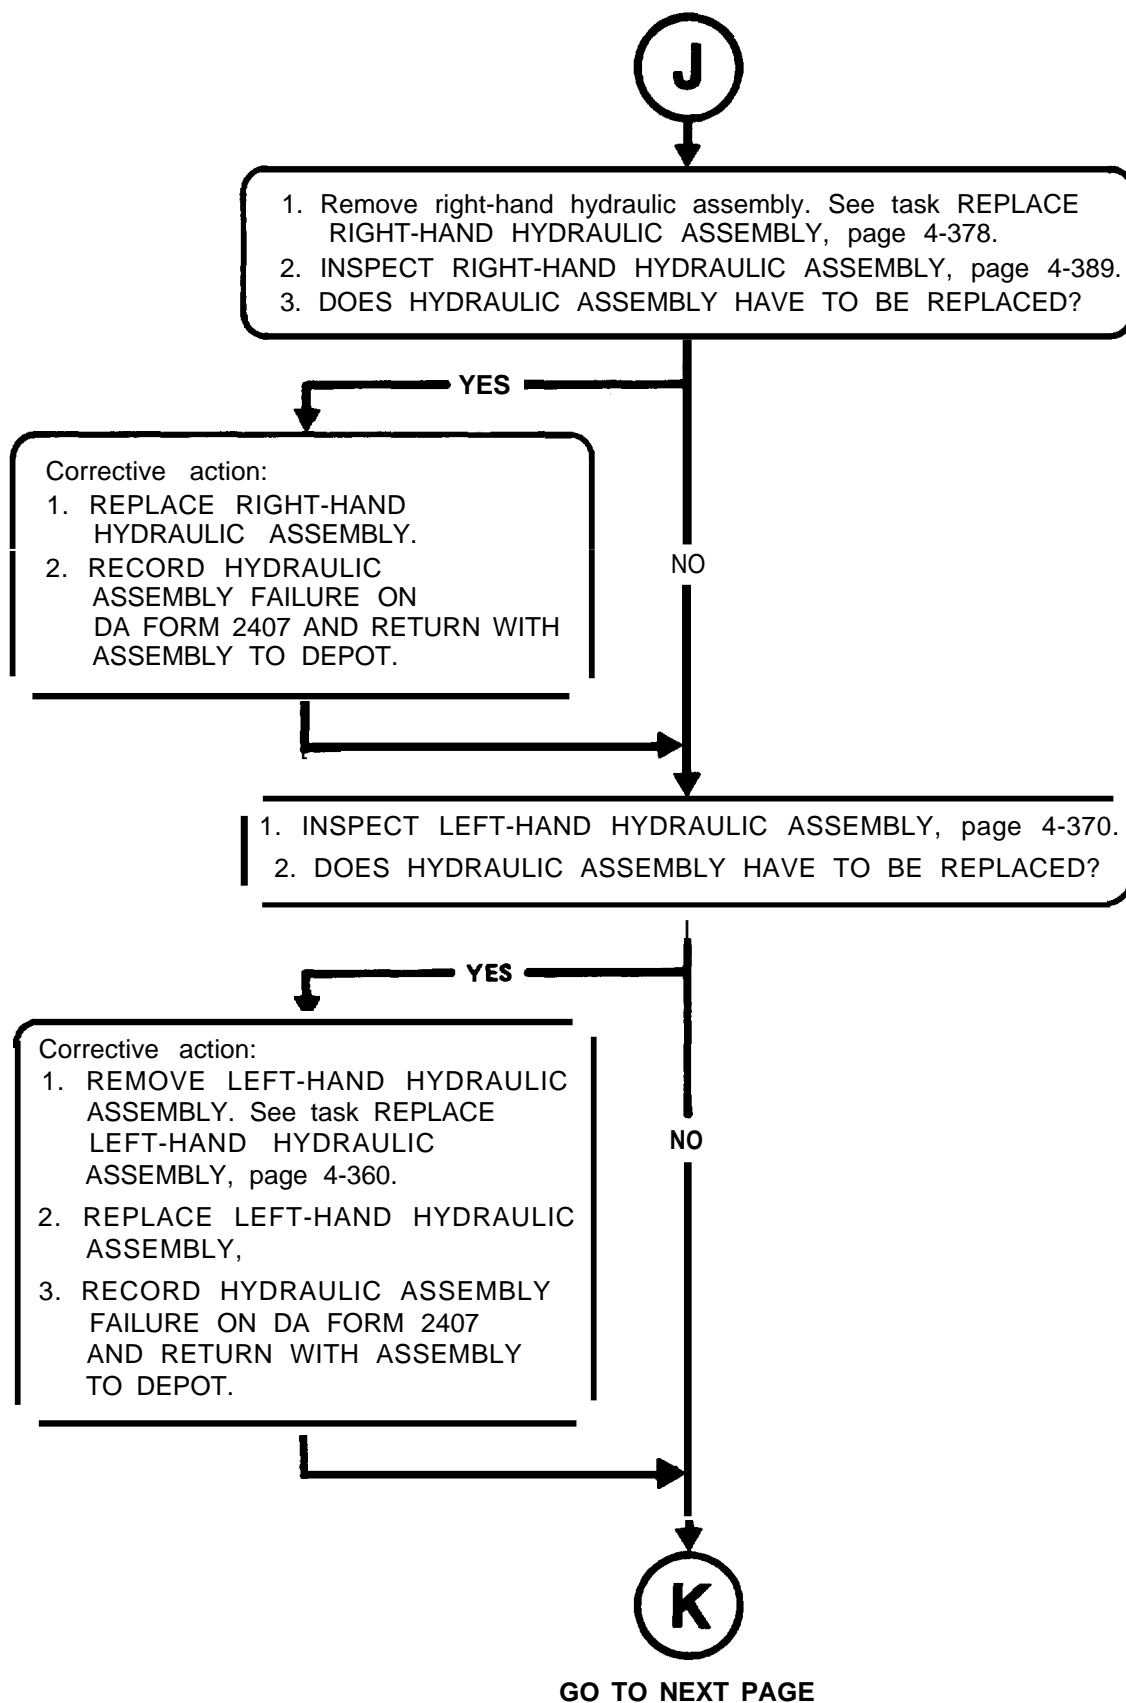 J
1. Remove right-hand hydraulic assembly. See task REPLACE
RIGHT-HAND HYDRAULIC ASSEMBLY, page 4-378.
2. INSPECT RIGHT-HAND HYDRAULIC ASSEMBLY, page 4-389.
3. DOES HYDRAULIC ASSEMBLY HAVE TO BE REPLACED?
YES
Corrective action:
1. REPLACE RIGHT-HAND
HYDRAULIC ASSEMBLY.
2. RECORD HYDRAULIC
ASSEMBLY FAILURE ON
DA FORM 2407 AND RETURN WITH
ASSEMBLY TO DEPOT.
NO
1. INSPECT LEFT-HAND HYDRAULIC ASSEMBLY, page 4-370.
2. DOES HYDRAULIC ASSEMBLY HAVE TO BE REPLACED?
YES
Corrective action:
1. REMOVE LEFT-HAND HYDRAULIC
ASSEMBLY. See task REPLACE
LEFT-HAND HYDRAULIC
ASSEMBLY, page 4-360.
2. REPLACE LEFT-HAND HYDRAULIC
ASSEMBLY,
3. RECORD HYDRAULIC ASSEMBLY
FAILURE ON DA FORM 2407
AND RETURN WITH ASSEMBLY
TO DEPOT.
NO
K
GO TO NEXT PAGE